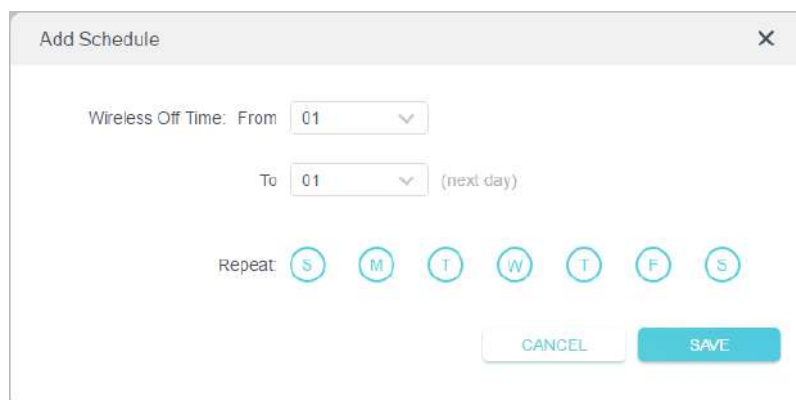 Add Schedule
Wireless Off Time: From 01
To 01 (next day)
Repeat: S M T W T F S
CANCEL SAVE